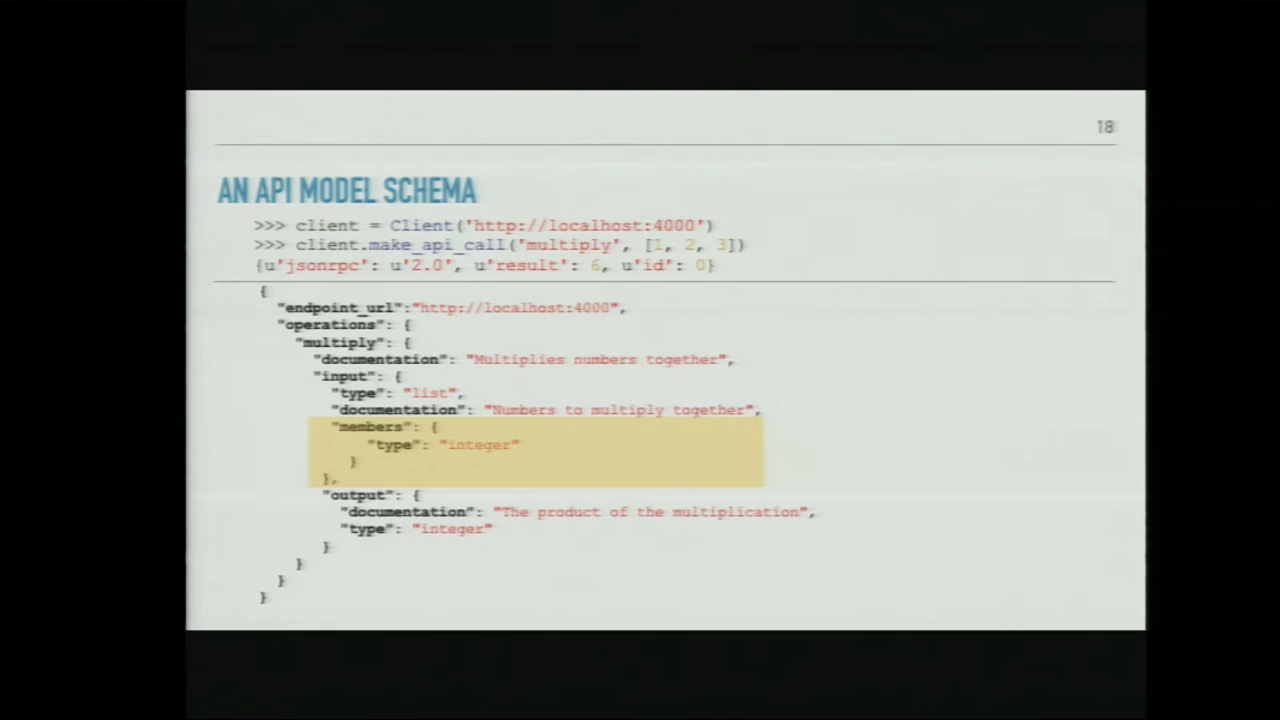 18
AN API MODEL SCHEMA
>>> client = Client("http://localhost:4000")
>>> client.make_api_call('multiply', [1, 2, 3])
{u'jsonrpc': u'2.0', u'result': 6, u'id': 0}
{
"endpoint_url":"http://localhost:4000",
"operations": {
"multiply": {
"documentation": "Multiplies numbers together",
"input": {
"type": "list",
"documentation": "Numbers to multiply together",
"members": {
"type": "integer"
}
},
"output": {
"documentation": "The product of the multiplication",
"type": "integer"
}
}
}
}